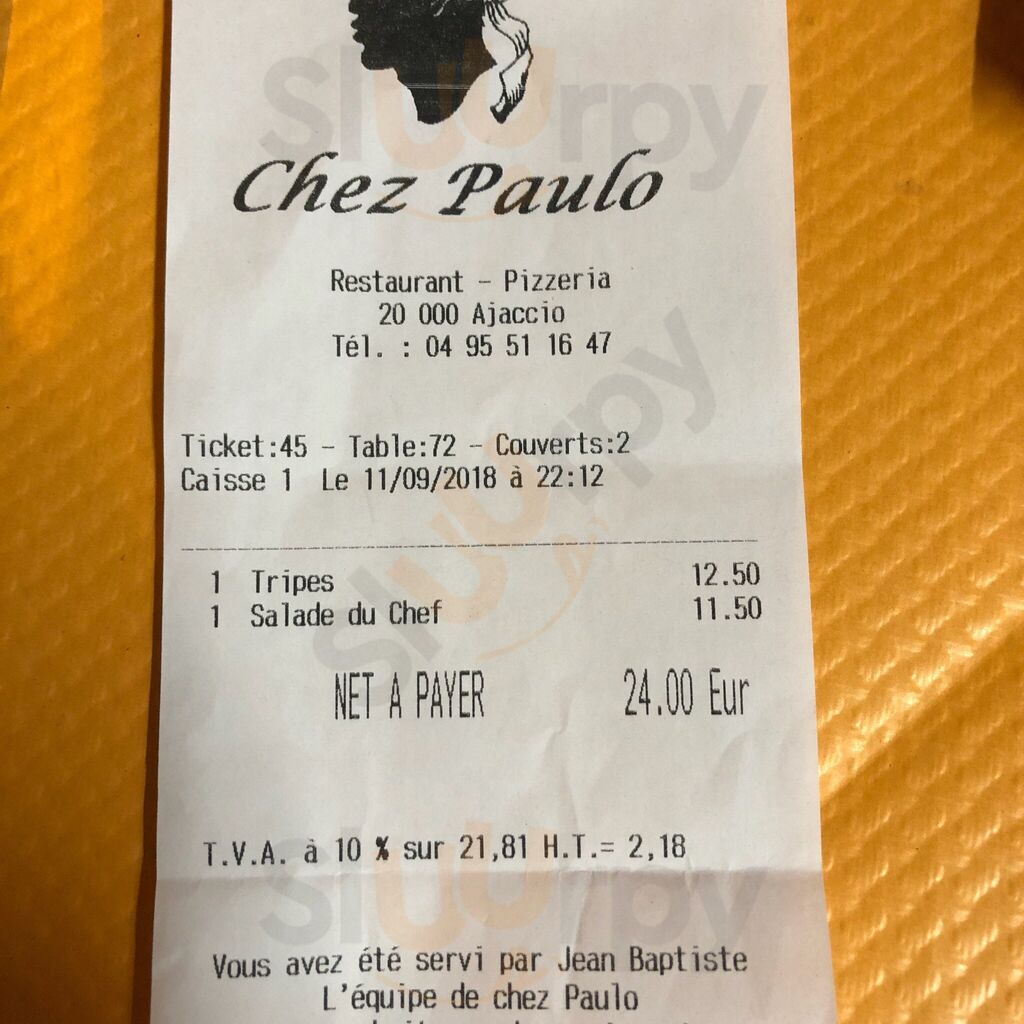 Chez Paulo
Restaurant - Pizzeria
20 000 Ajaccio
Tél. : 04 95 51 16 47
Ticket:45 - Table:72 - Couverts:2
Caisse 1 Le 11/09/2018 à 22:12
1 Tripes 12.50
1 Salade du Chef 11.50
NET A PAYER 24.00 Eur
T.V.A. à 10 % sur 21,81 H.T.= 2,18
Vous avez été servi par Jean Baptiste
L'équipe de chez Paulo
Sluurpy
Sluurpy
Sluurpy